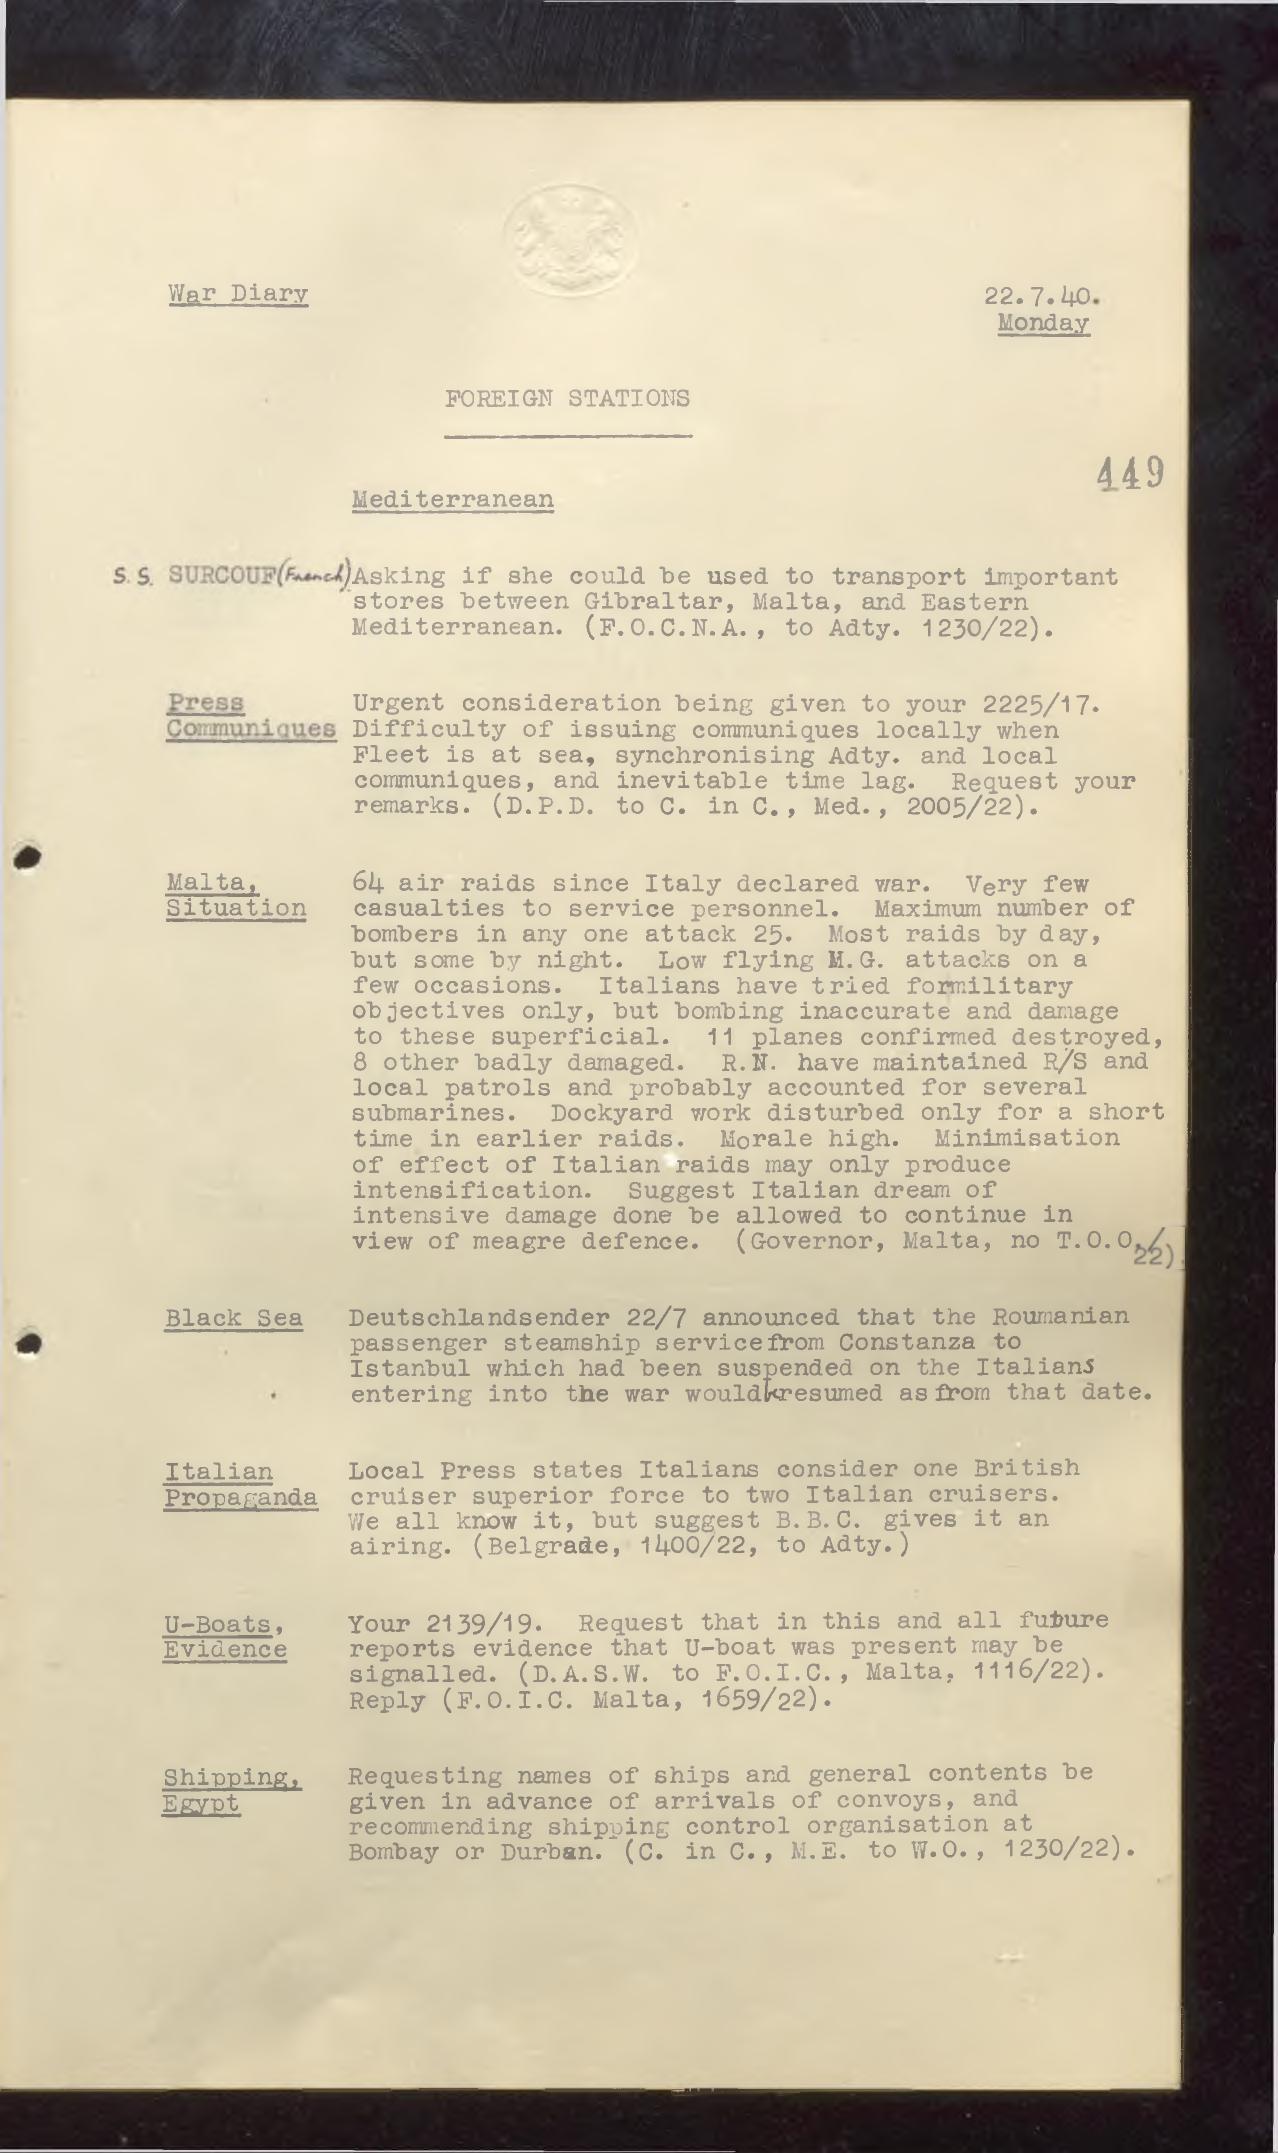 War Diary
22.7.40.
Monday
FOREIGN STATIONS
449
Mediterranean
S.S. SURCOUF (French) Asking if she could be used to transport important
stores between Gibraltar, Malta, and Eastern
Mediterranean. (F.O.C.N.A., to Adty. 1230/22).
Press Urgent consideration being given to your 2225/17.
Communiques Difficulty of issuing communiques locally when
Fleet is at sea, synchronising Adty. and local
communiques, and inevitable time lag. Request your
remarks. (D.P.D. to C. in C., Med., 2005/22).
Malta, 64 air raids since Italy declared war. Very few
Situation casualties to service personnel. Maximum number of
bombers in any one attack 25. Most raids by day,
but some by night. Low flying M.G. attacks on a
few occasions. Italians have tried for military
objectives only, but bombing inaccurate and damage
to these superficial. 11 planes confirmed destroyed,
8 other badly damaged. R.N. have maintained R/S and
local patrols and probably accounted for several
submarines. Dockyard work disturbed only for a short
time in earlier raids. Morale high. Minimisation
of effect of Italian raids may only produce
intensification. Suggest Italian dream of
intensive damage done be allowed to continue in
view of meagre defence. (Governor, Malta, no T.O.O./22)
Black Sea Deutschlandsender 22/7 announced that the Roumanian
passenger steamship service from Constanza to
Istanbul which had been suspended on the Italians
entering into the war would be resumed as from that date.
Italian Local Press states Italians consider one British
Propaganda cruiser superior force to two Italian cruisers.
We all know it, but suggest B.B.C. gives it an
airing. (Belgrade, 1400/22, to Adty.)
U-Boats, Your 2139/19. Request that in this and all future
Evidence reports evidence that U-boat was present may be
signalled. (D.A.S.W. to F.O.I.C., Malta, 1116/22).
Reply (F.O.I.C. Malta, 1659/22).
Shipping, Requesting names of ships and general contents be
Egypt given in advance of arrivals of convoys, and
recommending shipping control organisation at
Bombay or Durban. (C. in C., M.E. to W.O., 1230/22).